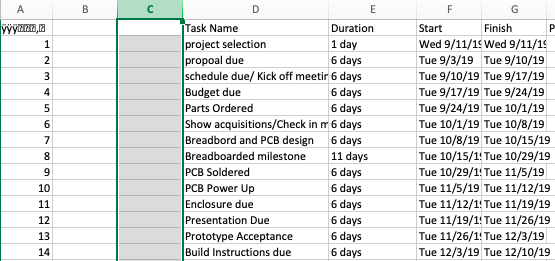 A B C D E F G
Task Name Duration Start Finish P
1 project selection 1 day Wed 9/11/19 Wed 9/11/19
2 propoal due 6 days Tue 9/3/19 Tue 9/10/19
3 schedule due/ Kick off meetin 6 days Tue 9/10/19 Tue 9/17/19
4 Budget due 6 days Tue 9/17/19 Tue 9/24/19
5 Parts Ordered 6 days Tue 9/24/19 Tue 10/1/19
6 Show acquisitions/Check in m 6 days Tue 10/1/19 Tue 10/8/19
7 Breadbord and PCB design 6 days Tue 10/8/19 Tue 10/15/19
8 Breadboarded milestone 11 days Tue 10/15/19 Tue 10/29/19
9 PCB Soldered 6 days Tue 10/29/19 Tue 11/5/19
10 PCB Power Up 6 days Tue 11/5/19 Tue 11/12/19
11 Enclosure due 6 days Tue 11/12/19 Tue 11/19/19
12 Presentation Due 6 days Tue 11/19/19 Tue 11/26/19
13 Prototype Acceptance 6 days Tue 11/26/19 Tue 12/3/19
14 Build Instructions due 6 days Tue 12/3/19 Tue 12/10/19